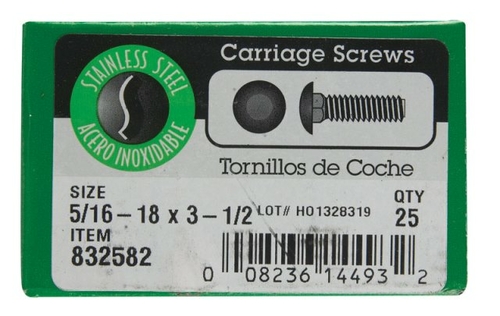 STAINLESS STEEL
ACERO INOXIDABLE
Carriage Screws
Tornillos de Coche
SIZE
5/16-18 x 3-1/2 LOT# H01328319
QTY
25
ITEM
832582
0 08236 14493 2